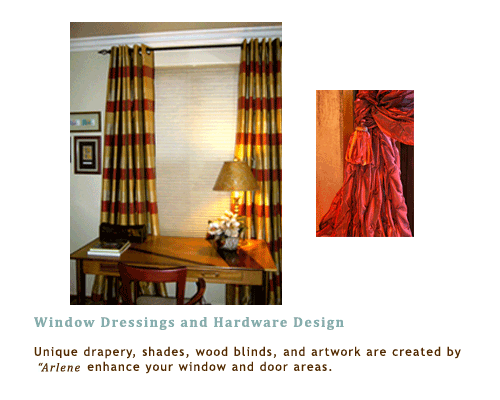 Window Dressings and Hardware Design
Unique drapery, shades, wood blinds, and artwork are created by
“Arlene enhance your window and door areas.